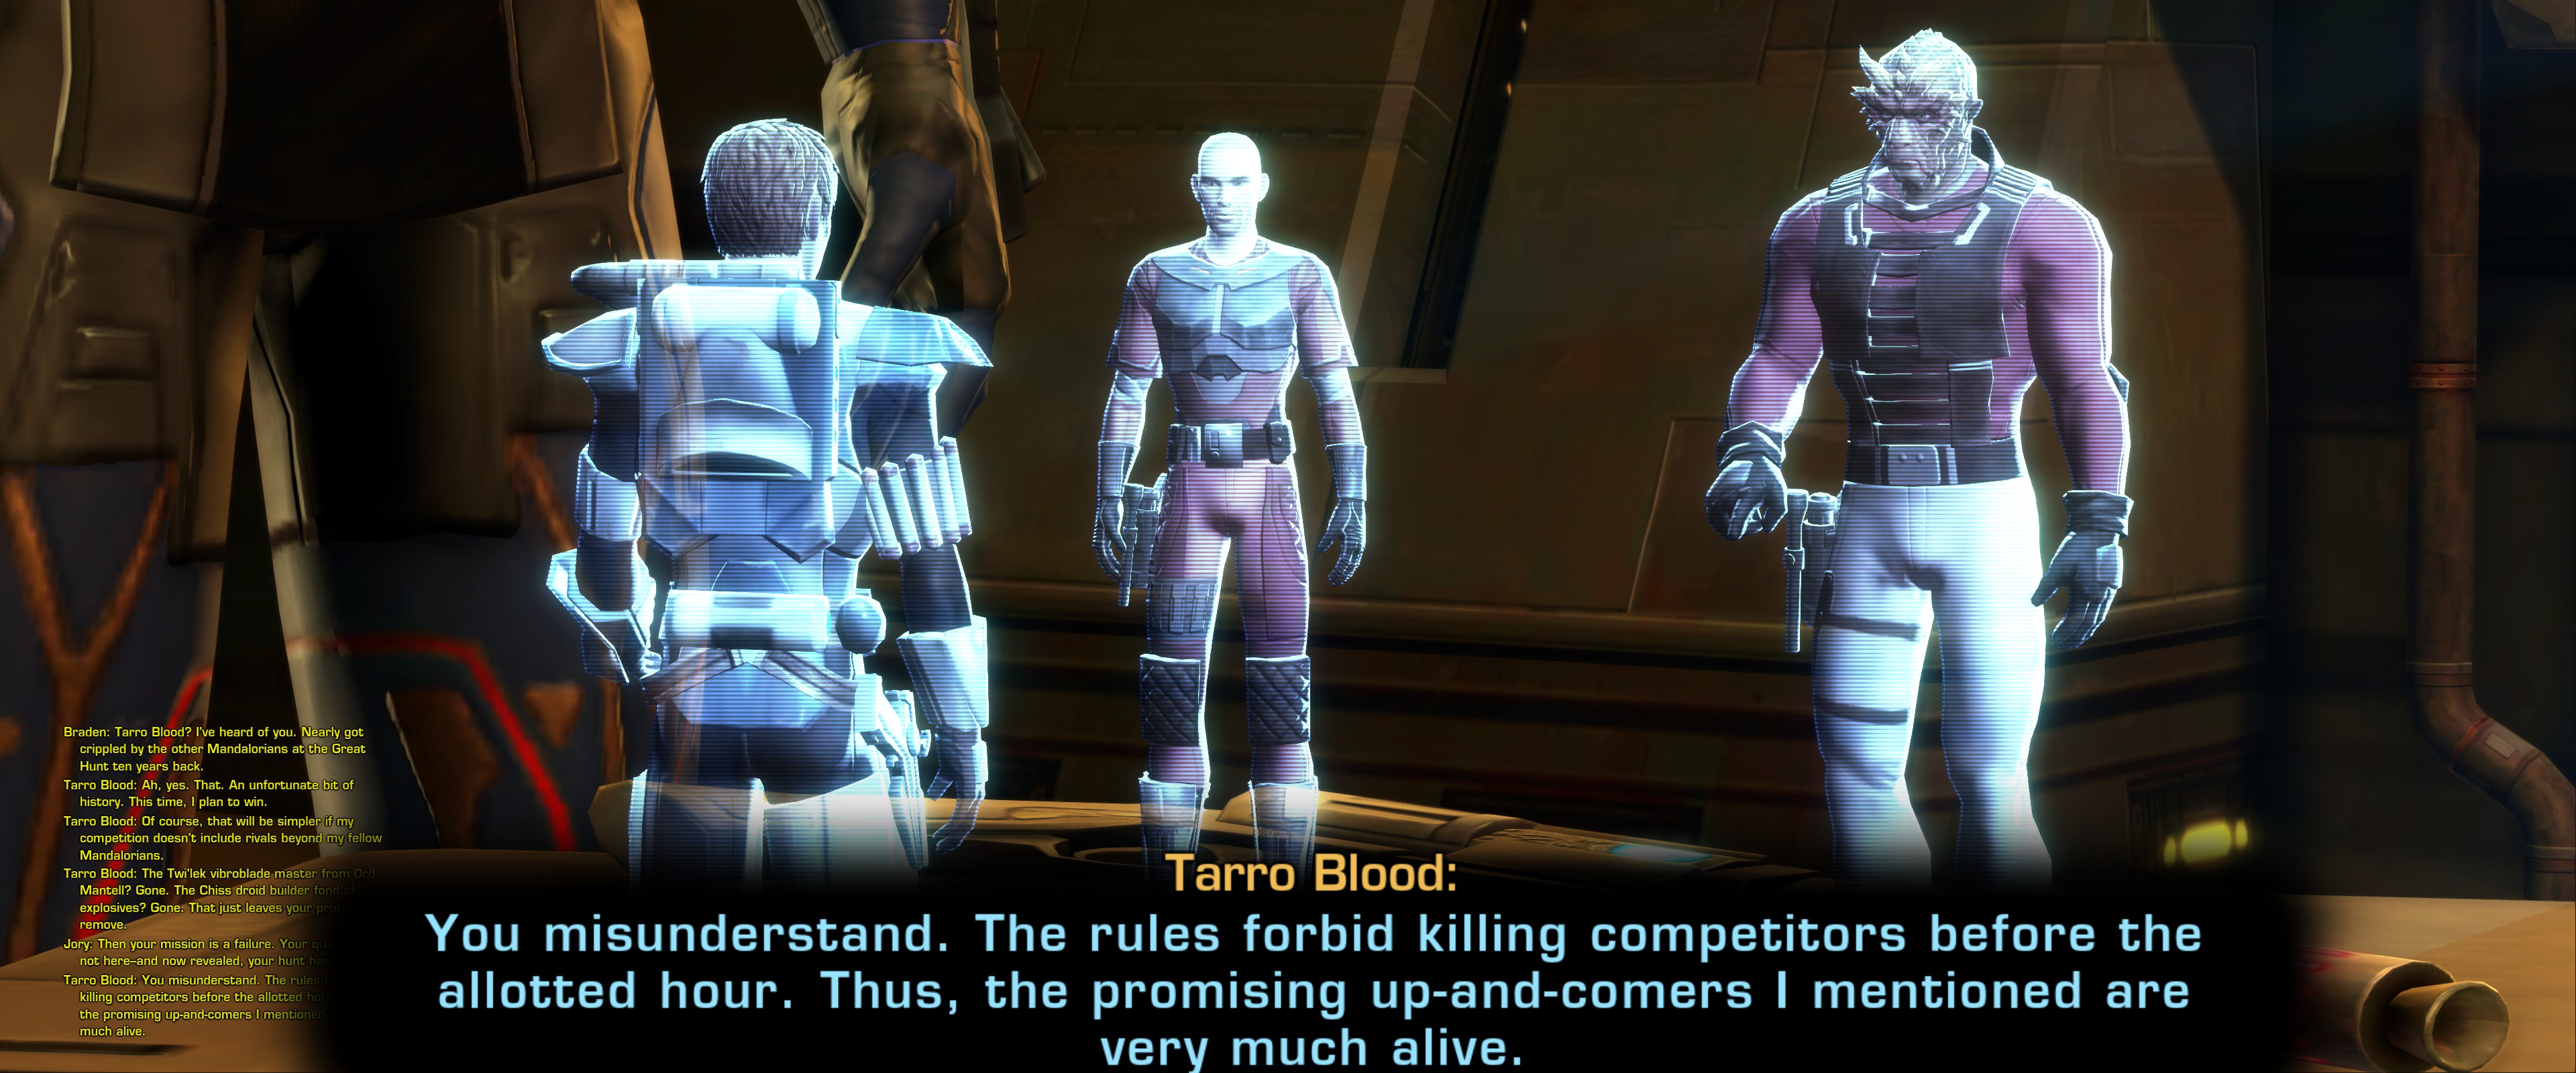 Braden: Tarro Blood? I've heard of you. Nearly got
crippled by the other Mandalorians at the Great
Hunt ten years back.
Tarro Blood: Ah, yes. That. An unfortunate bit of
history. This time, I plan to win.
Tarro Blood: Of course, that will be simpler if my
competition doesn't include rivals beyond my fellow
Mandalorians.
Tarro Blood: The Twi'lek vibroblade master from Ord
Mantell? Gone. The Chiss droid builder fond of
explosives? Gone. That just leaves your
remove.
Jory: Then your mission is a failure. Your
not here–and now revealed, your hunt
Tarro Blood: You misunderstand. The rules
killing competitors before the allotted
the promising up-and-comers I mentioned
much alive.
Tarro Blood:
You misunderstand. The rules forbid killing competitors before the
allotted hour. Thus, the promising up-and-comers I mentioned are
very much alive.